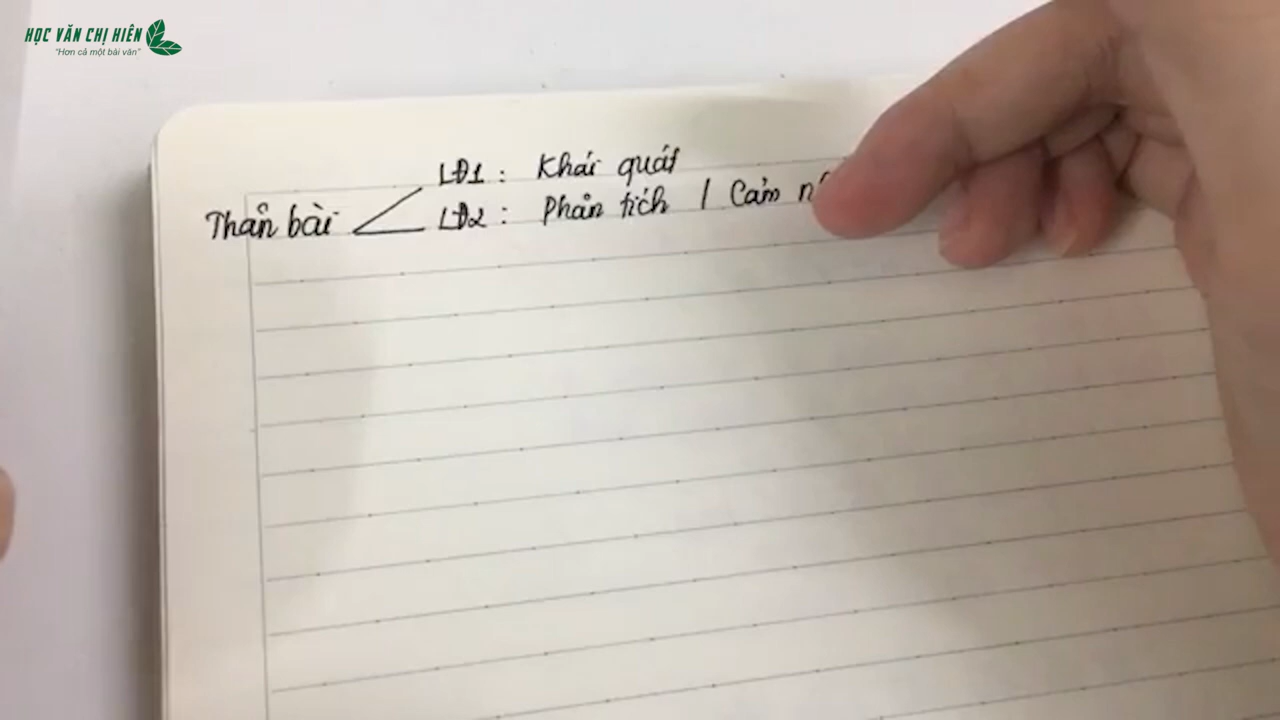 HỌC VĂN CHỊ HIÊN
"Hơn cả một bài văn"
LĐ1 : Khái quát
Thân bài
LĐ2 : Phân tích / Cảm